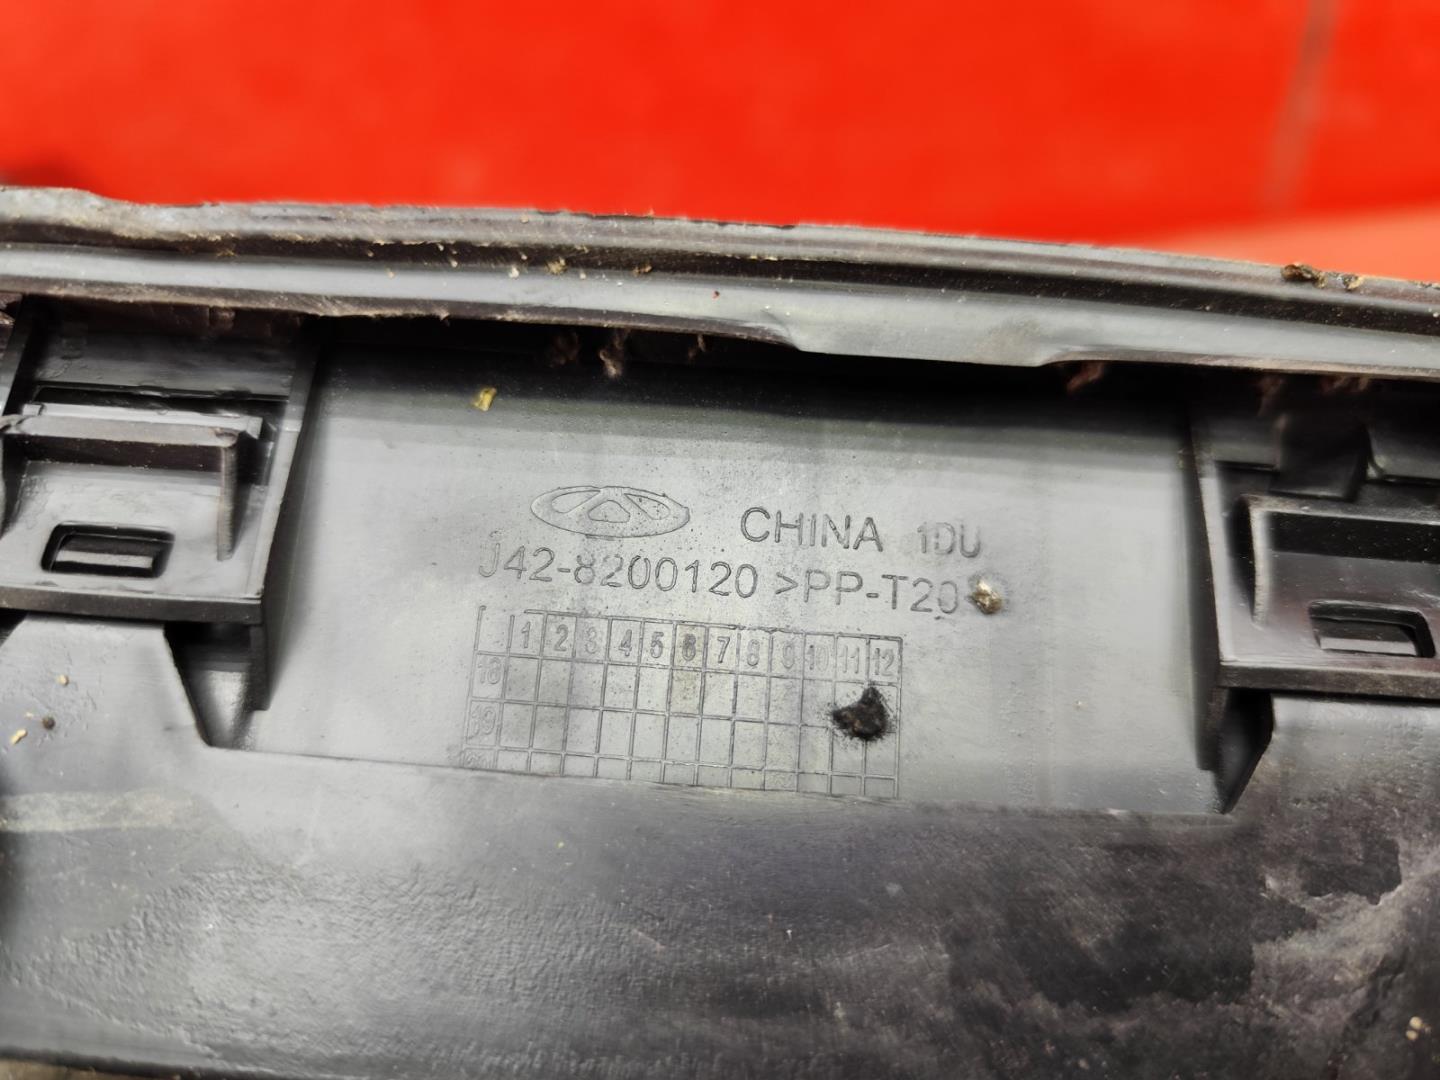 CHINA 1DU
J42-8200120 >PP-T20<
1 2 3 4 5 6 7 8 9 10 11 12
18
19